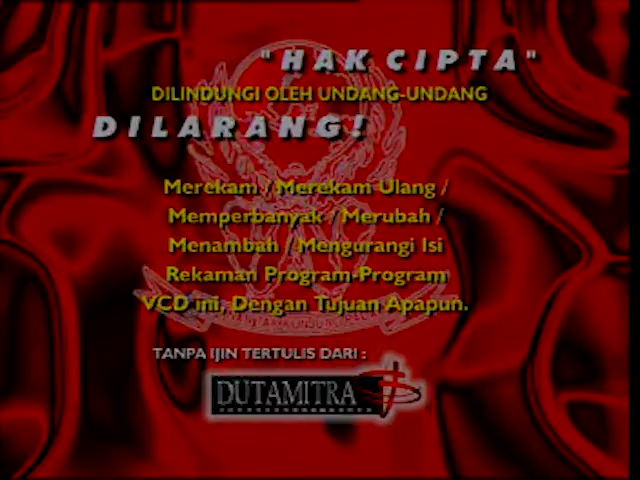 "HAK CIPTA"
DILINDUNGI OLEH UNDANG-UNDANG
DILARANG!
Merekam / Merekam Ulang /
Memperbanyak / Merubah /
Menambah / Mengurangi Isi
Rekaman Program-Program
VCD ini, Dengan Tujuan Apapun.
TANPA IJIN TERTULIS DARI :
DUTAMITRA